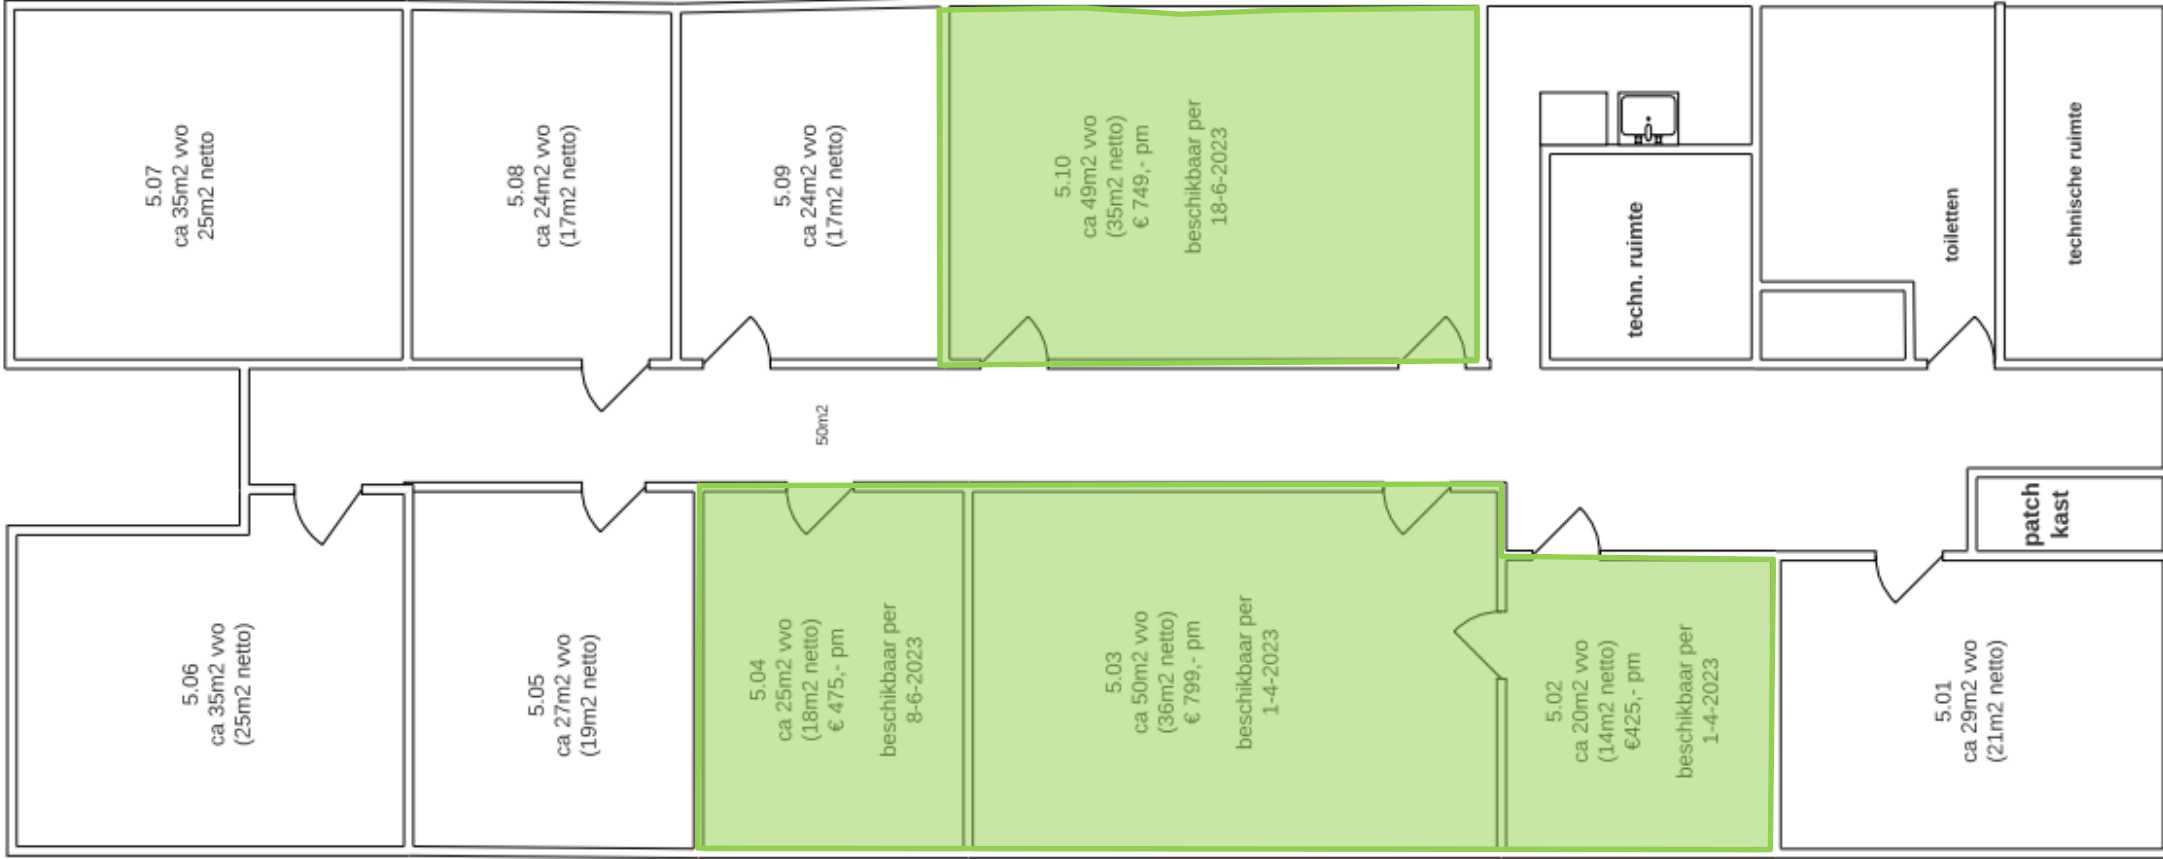 5.07
ca 35m2 vvo
25m2 netto
5.08
ca 24m2 vvo
(17m2 netto)
5.09
ca 24m2 vvo
(17m2 netto)
5.10
ca 49m2 vvo
(35m2 netto)
€ 749,- pm
beschikbaar per
18-6-2023
techn. ruimte
toiletten
technische ruimte
50m2
5.06
ca 35m2 vvo
(25m2 netto)
5.05
ca 27m2 vvo
(19m2 netto)
5.04
ca 25m2 vvo
(18m2 netto)
€ 475,- pm
beschikbaar per
8-6-2023
5.03
ca 50m2 vvo
(36m2 netto)
€ 799,- pm
beschikbaar per
1-4-2023
5.02
ca 20m2 vvo
(14m2 netto)
€425,- pm
beschikbaar per
1-4-2023
5.01
ca 29m2 vvo
(21m2 netto)
patch
kast